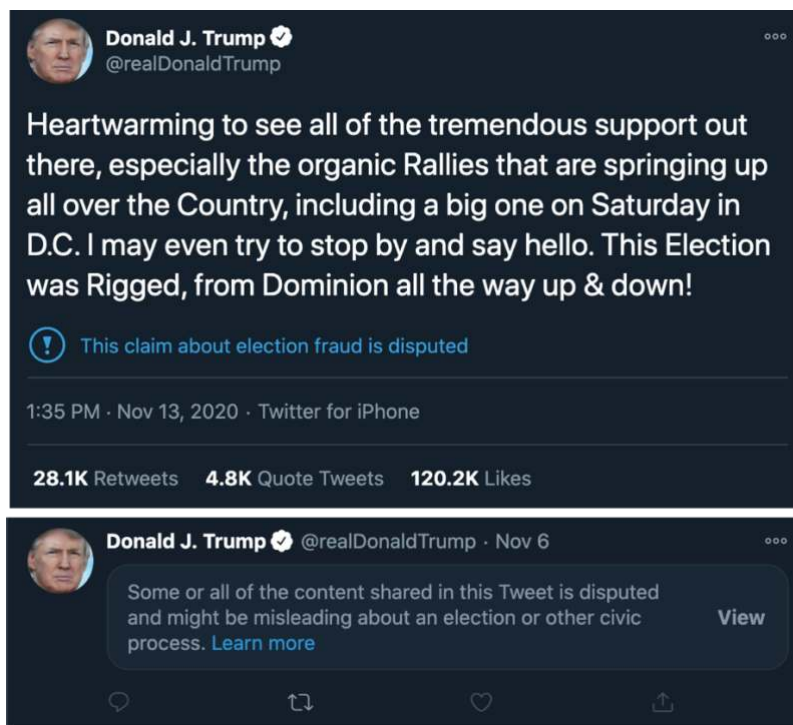 Donald J. Trump
@realDonaldTrump
Heartwarming to see all of the tremendous support out
there, especially the organic Rallies that are springing up
all over the Country, including a big one on Saturday in
D.C. I may even try to stop by and say hello. This Election
was Rigged, from Dominion all the way up & down!
This claim about election fraud is disputed
1:35 PM · Nov 13, 2020 · Twitter for iPhone
28.1K Retweets 4.8K Quote Tweets 120.2K Likes
Donald J. Trump @realDonaldTrump · Nov 6
Some or all of the content shared in this Tweet is disputed
and might be misleading about an election or other civic View
process. Learn more